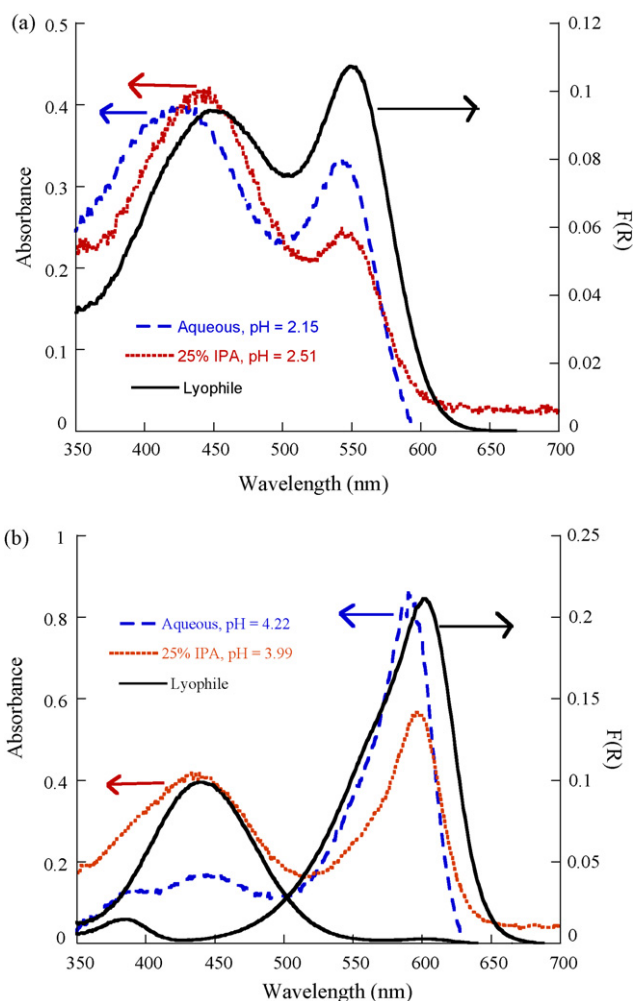 (a)
0.5
0.4
0.3
0.2
0.1
0
Absorbance
0.12
0.1
0.08
0.06
0.04
0.02
0
F(R)
Aqueous, pH = 2.15
25% IPA, pH = 2.51
Lyophile
350 400 450 500 550 600 650 700
Wavelength (nm)
(b)
1
0.8
0.6
0.4
0.2
0
Absorbance
0.25
0.2
0.15
0.1
0.05
0
F(R)
Aqueous, pH = 4.22
25% IPA, pH = 3.99
Lyophile
350 400 450 500 550 600 650 700
Wavelength (nm)